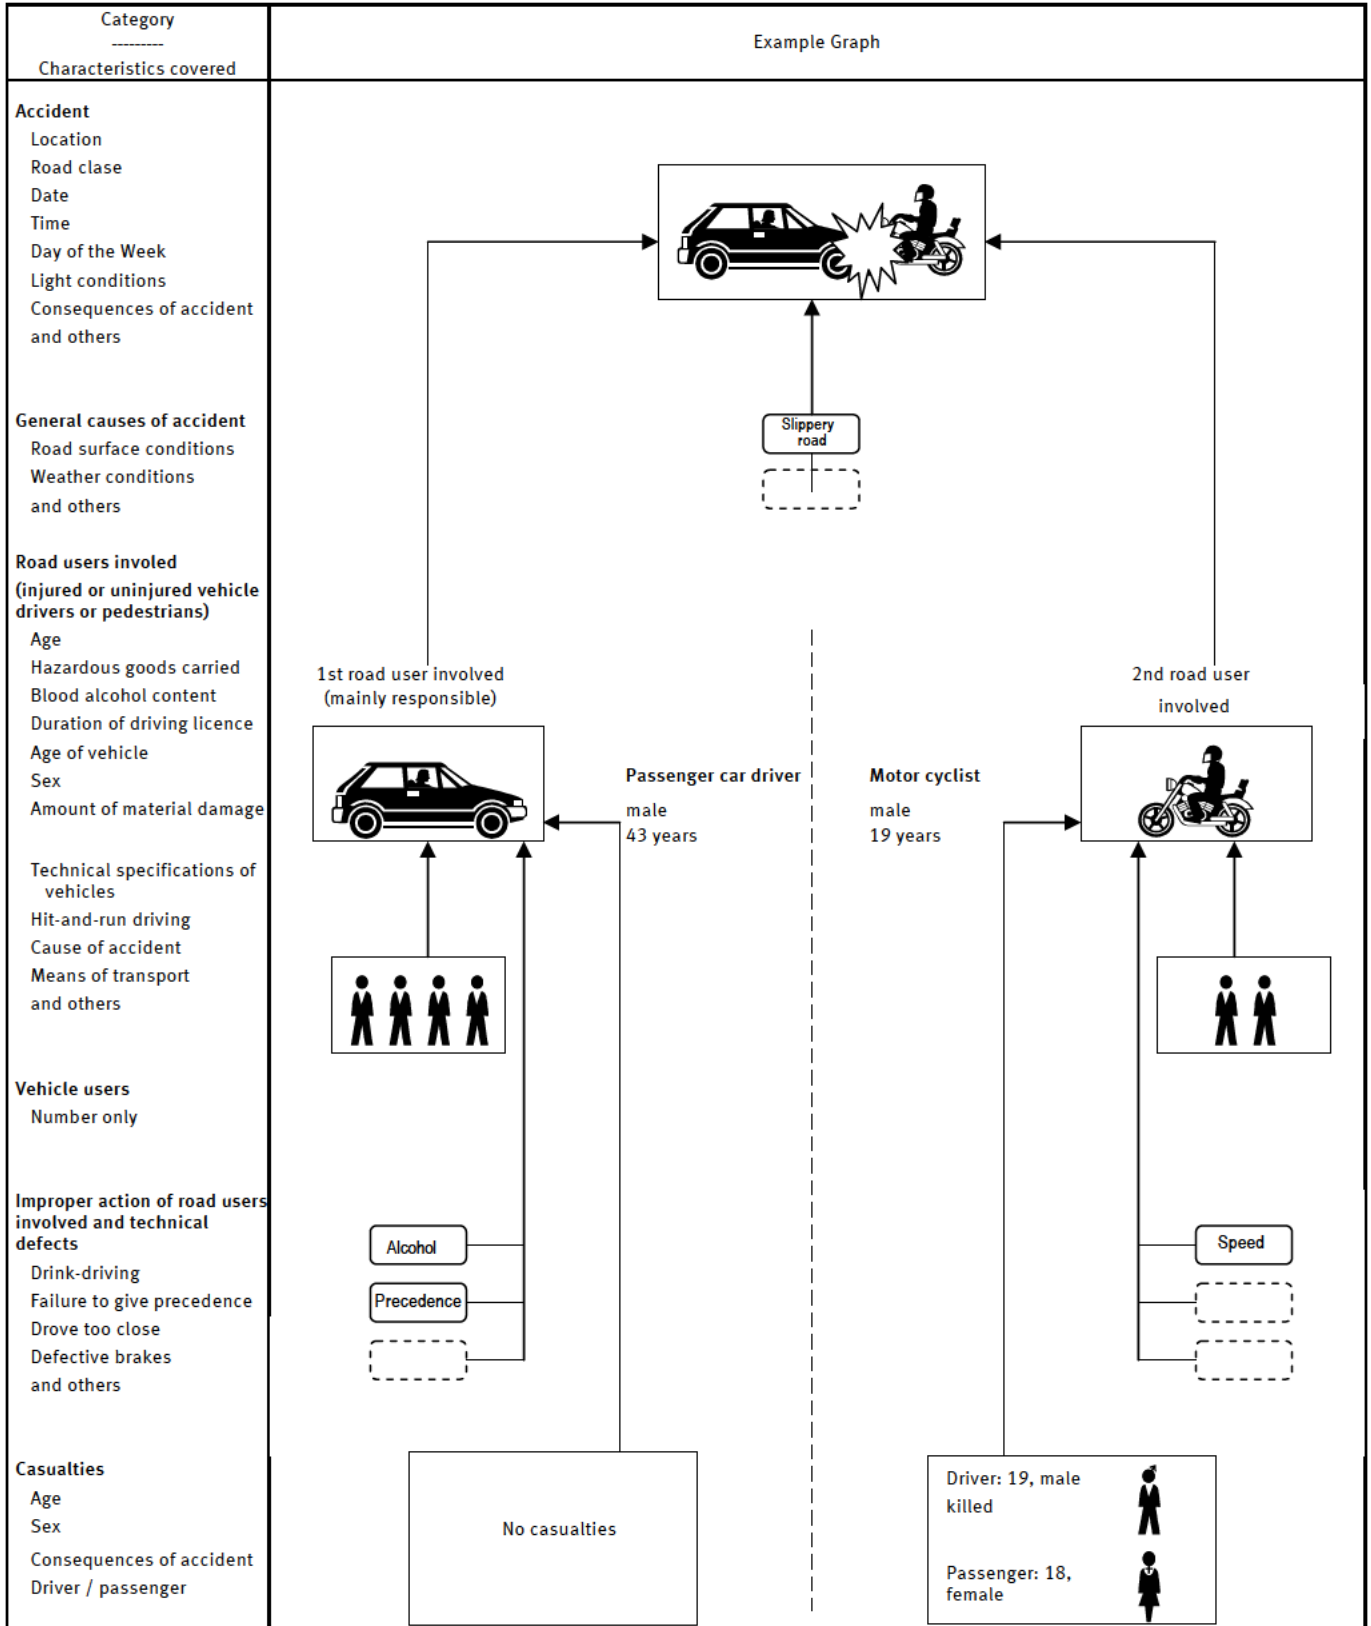 Category
---------
Characteristics covered
Example Graph
Accident
Location
Road clase
Date
Time
Day of the Week
Light conditions
Consequences of accident
and others
General causes of accident
Road surface conditions
Weather conditions
and others
Road users involed
(injured or uninjured vehicle
drivers or pedestrians)
Age
Hazardous goods carried
Blood alcohol content
Duration of driving licence
Age of vehicle
Sex
Amount of material damage
Technical specifications of
vehicles
Hit-and-run driving
Cause of accident
Means of transport
and others
Vehicle users
Number only
Improper action of road users
involved and technical
defects
Drink-driving
Failure to give precedence
Drove too close
Defective brakes
and others
Casualties
Age
Sex
Consequences of accident
Driver / passenger
Slippery
road
1st road user involved
(mainly responsible)
2nd road user
involved
Passenger car driver
male
43 years
Motor cyclist
male
19 years
Alcohol
Precedence
Speed
No casualties
Driver: 19, male
killed
Passenger: 18,
female